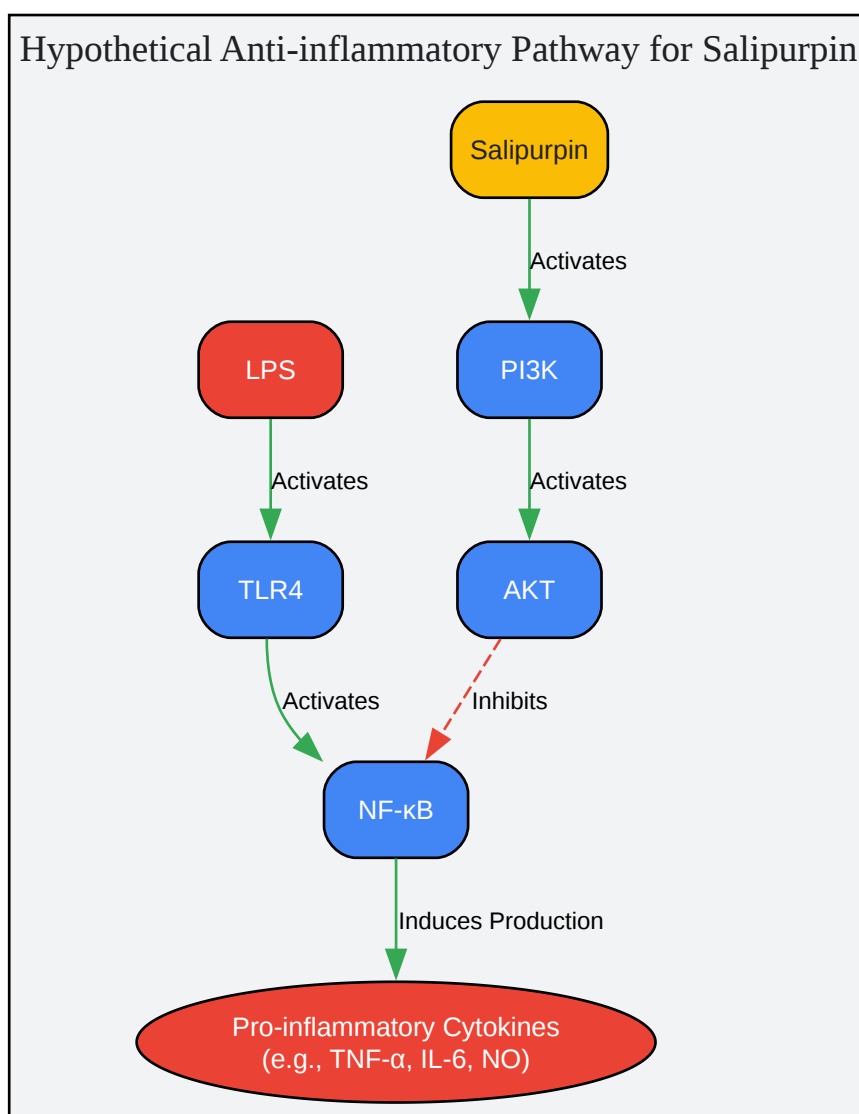 Hypothetical Anti-inflammatory Pathway for Salipurpin
Salipurpin
Activates
LPS
PI3K
Activates
Activates
TLR4
AKT
Activates
Inhibits
NF-κB
Induces Production
Pro-inflammatory Cytokines
(e.g., TNF-α, IL-6, NO)